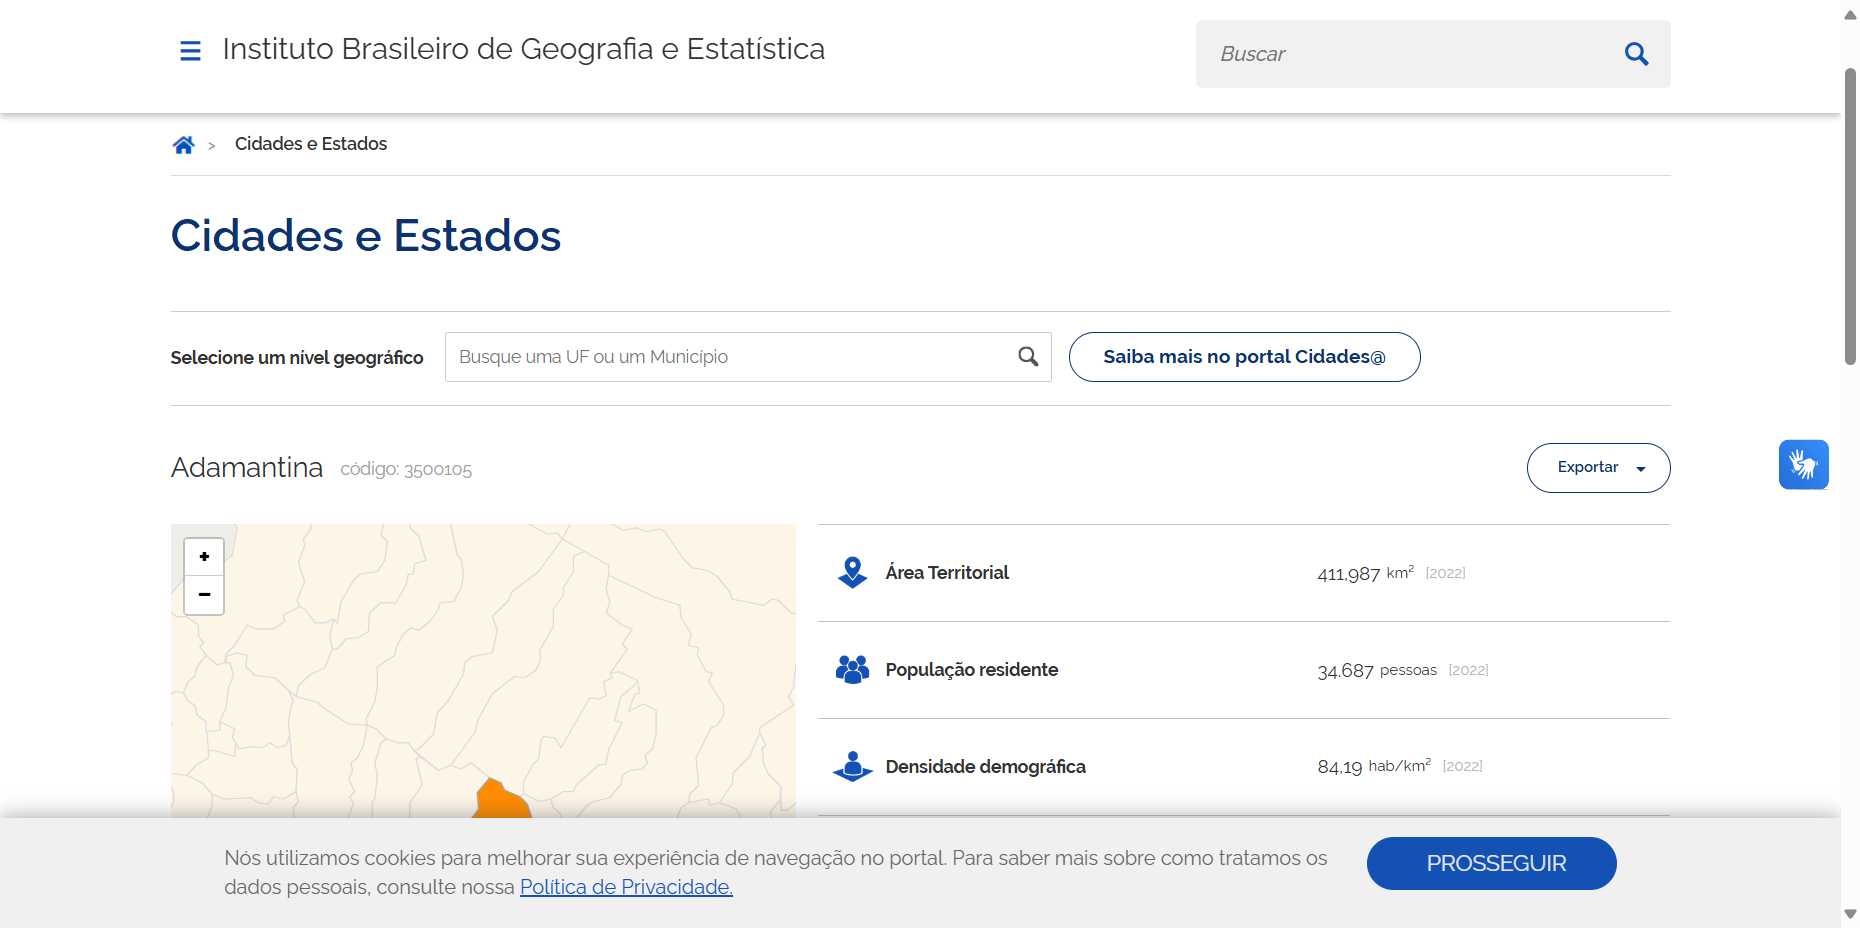 Instituto Brasileiro de Geografia e Estatística
Buscar
> Cidades e Estados
Cidades e Estados
Selecione um nível geográfico
Busque uma UF ou um Município
Saiba mais no portal Cidades@
Adamantina código: 3500105
Exportar
+
−
Área Territorial 411,987 km² [2022]
População residente 34.687 pessoas [2022]
Densidade demográfica 84,19 hab/km² [2022]
Nós utilizamos cookies para melhorar sua experiência de navegação no portal. Para saber mais sobre como tratamos os
dados pessoais, consulte nossa Política de Privacidade.
PROSSEGUIR